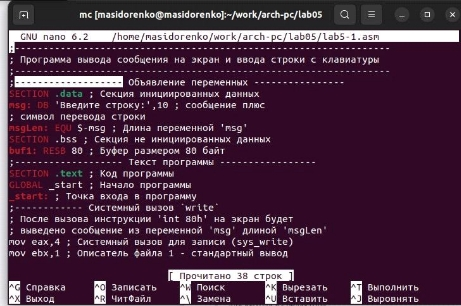 mc [masidorenko@masidorenko]:~/work/arch-pc/lab05
GNU nano 6.2 /home/masidorenko/work/arch-pc/lab05/lab5-1.asm
;------------------------------------------------------------------
; Программа вывода сообщения на экран и ввода строки с клавиатуры
;------------------------------------------------------------------
;------------------- Объявление переменных ----------------
SECTION .data ; Секция инициированных данных
msg: DB 'Введите строку:',10 ; сообщение плюс
; символ перевода строки
msgLen: EQU $-msg ; Длина переменной 'msg'
SECTION .bss ; Секция не инициированных данных
buf1: RESB 80 ; Буфер размером 80 байт
;------------------- Текст программы -----------------
SECTION .text ; Код программы
GLOBAL _start ; Начало программы
_start: ; Точка входа в программу
;------------ Системный вызов `write`
; После вызова инструкции 'int 80h' на экран будет
; выведено сообщение из переменной 'msg' длиной 'msgLen'
mov eax,4 ; Системный вызов для записи (sys_write)
mov ebx,1 ; Описатель файла 1 - стандартный вывод
[ Прочитано 38 строк ]
^G Справка ^O Записать ^W Поиск ^K Вырезать ^T Выполнить
^X Выход ^R ЧитФайл ^\ Замена ^U Вставить ^J Выровнять